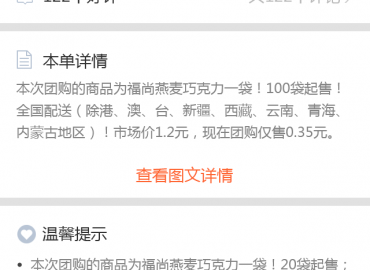 本单详情
本次团购的商品为福尚燕麦巧克力一袋！100袋起售！
全国配送（除港、澳、台、新疆、西藏、云南、青海、
内蒙古地区）！市场价1.2元，现在团购仅售0.35元。
查看图文详情
温馨提示
• 本次团购的商品为福尚燕麦巧克力一袋！20袋起售；